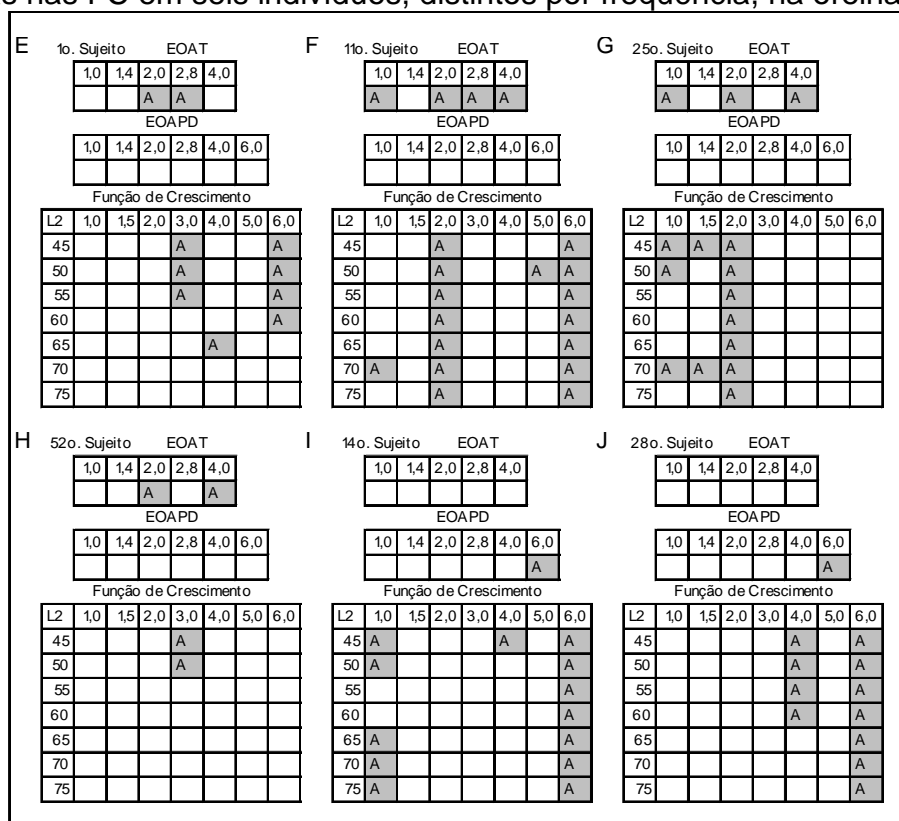 s nas FC em seis indivíduos, distintos por frequência, na orelha
E 1o. Sujeito EOAT
1,0 1,4 2,0 2,8 4,0
A A
EOAPD
1,0 1,4 2,0 2,8 4,0 6,0
Função de Crescimento
L2 1,0 1,5 2,0 3,0 4,0 5,0 6,0
45 A A
50 A A
55 A A
60 A
65 A
70
75
F 11o. Sujeito EOAT
1,0 1,4 2,0 2,8 4,0
A A A A
EOAPD
1,0 1,4 2,0 2,8 4,0 6,0
Função de Crescimento
L2 1,0 1,5 2,0 3,0 4,0 5,0 6,0
45 A A
50 A A A
55 A A
60 A A
65 A A
70 A A A
75 A A
G 25o. Sujeito EOAT
1,0 1,4 2,0 2,8 4,0
A A A
EOAPD
1,0 1,4 2,0 2,8 4,0 6,0
Função de Crescimento
L2 1,0 1,5 2,0 3,0 4,0 5,0 6,0
45 A A A
50 A A
55 A
60 A
65 A
70 A A A
75 A
H 52o. Sujeito EOAT
1,0 1,4 2,0 2,8 4,0
A A
EOAPD
1,0 1,4 2,0 2,8 4,0 6,0
Função de Crescimento
L2 1,0 1,5 2,0 3,0 4,0 5,0 6,0
45 A
50 A
55
60
65
70
75
I 14o. Sujeito EOAT
1,0 1,4 2,0 2,8 4,0
EOAPD
1,0 1,4 2,0 2,8 4,0 6,0
A
Função de Crescimento
L2 1,0 1,5 2,0 3,0 4,0 5,0 6,0
45 A A A
50 A A
55 A
60 A
65 A A
70 A A
75 A A
J 28o. Sujeito EOAT
1,0 1,4 2,0 2,8 4,0
EOAPD
1,0 1,4 2,0 2,8 4,0 6,0
A
Função de Crescimento
L2 1,0 1,5 2,0 3,0 4,0 5,0 6,0
45 A A
50 A A
55 A A
60 A A
65 A
70 A
75 A